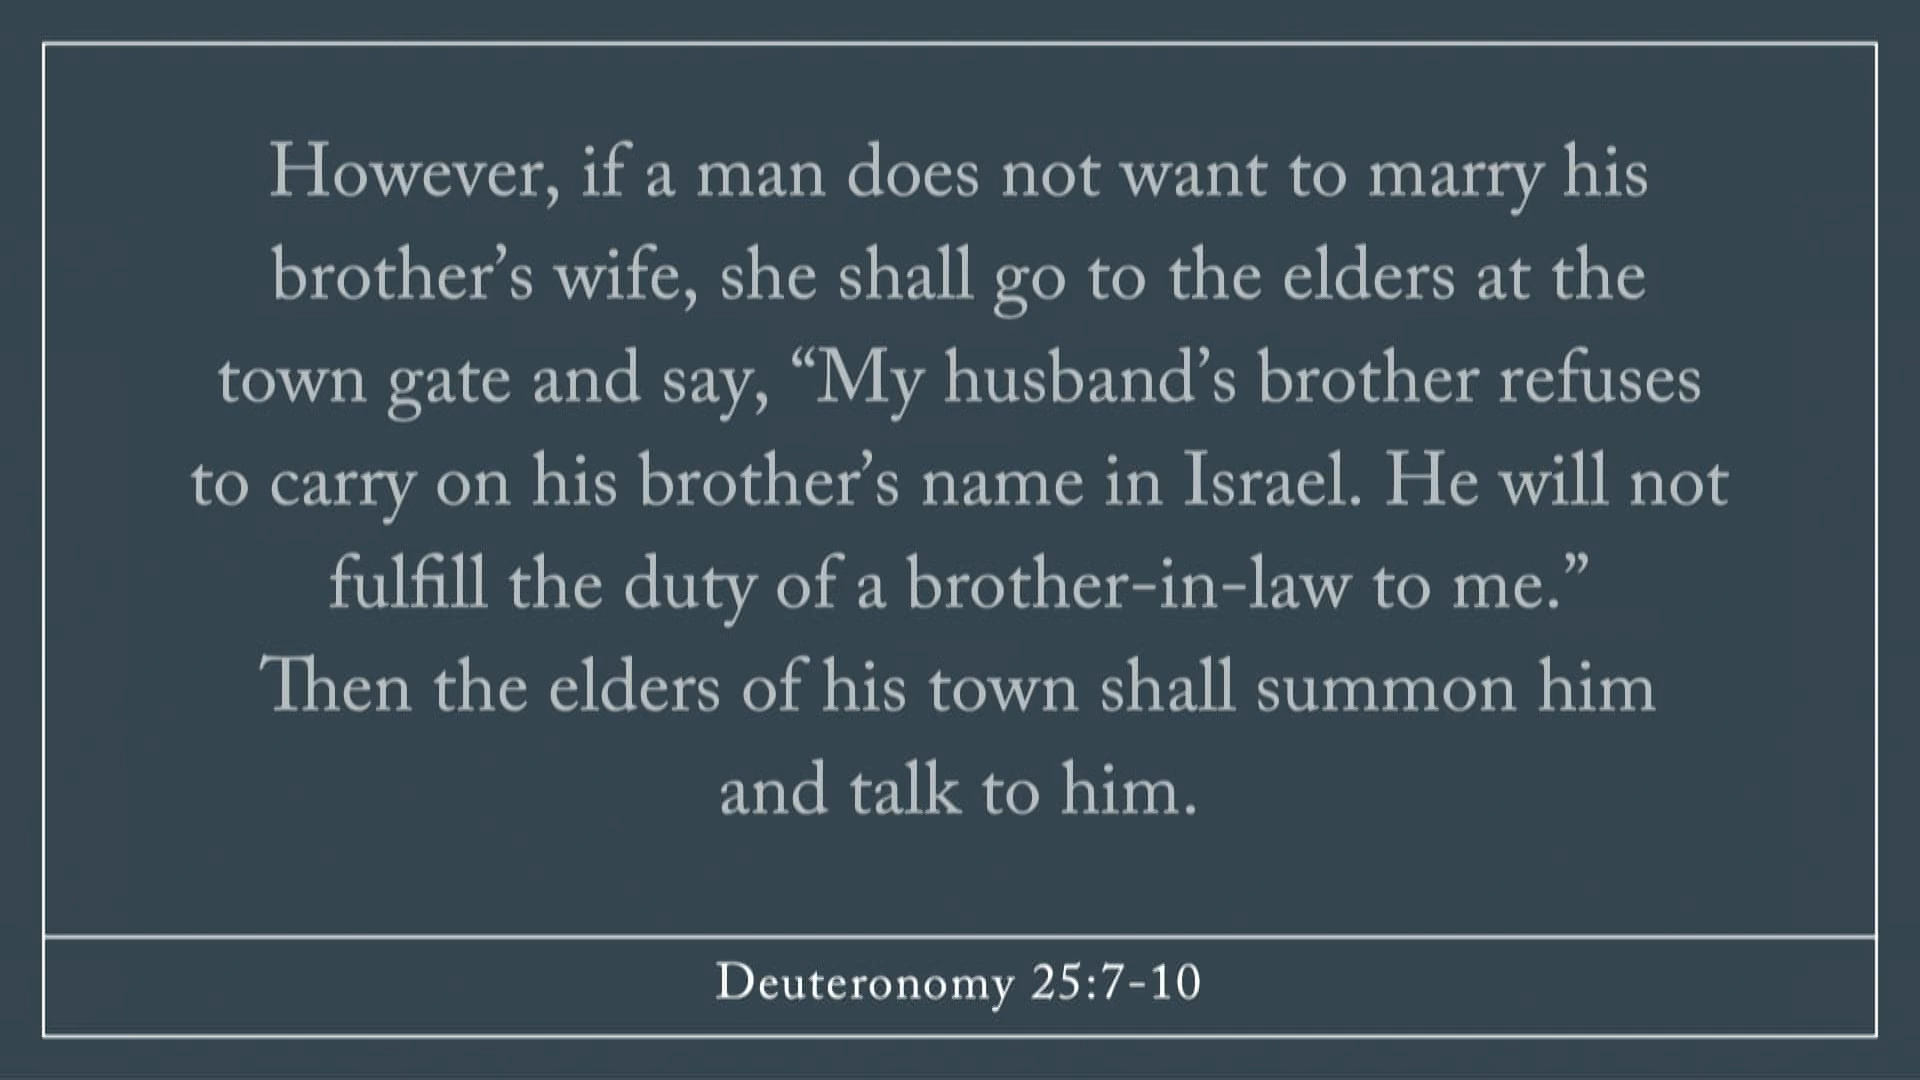 However, if a man does not want to marry his
brother’s wife, she shall go to the elders at the
town gate and say, “My husband’s brother refuses
to carry on his brother’s name in Israel. He will not
fulfill the duty of a brother-in-law to me.”
Then the elders of his town shall summon him
and talk to him.
Deuteronomy 25:7-10